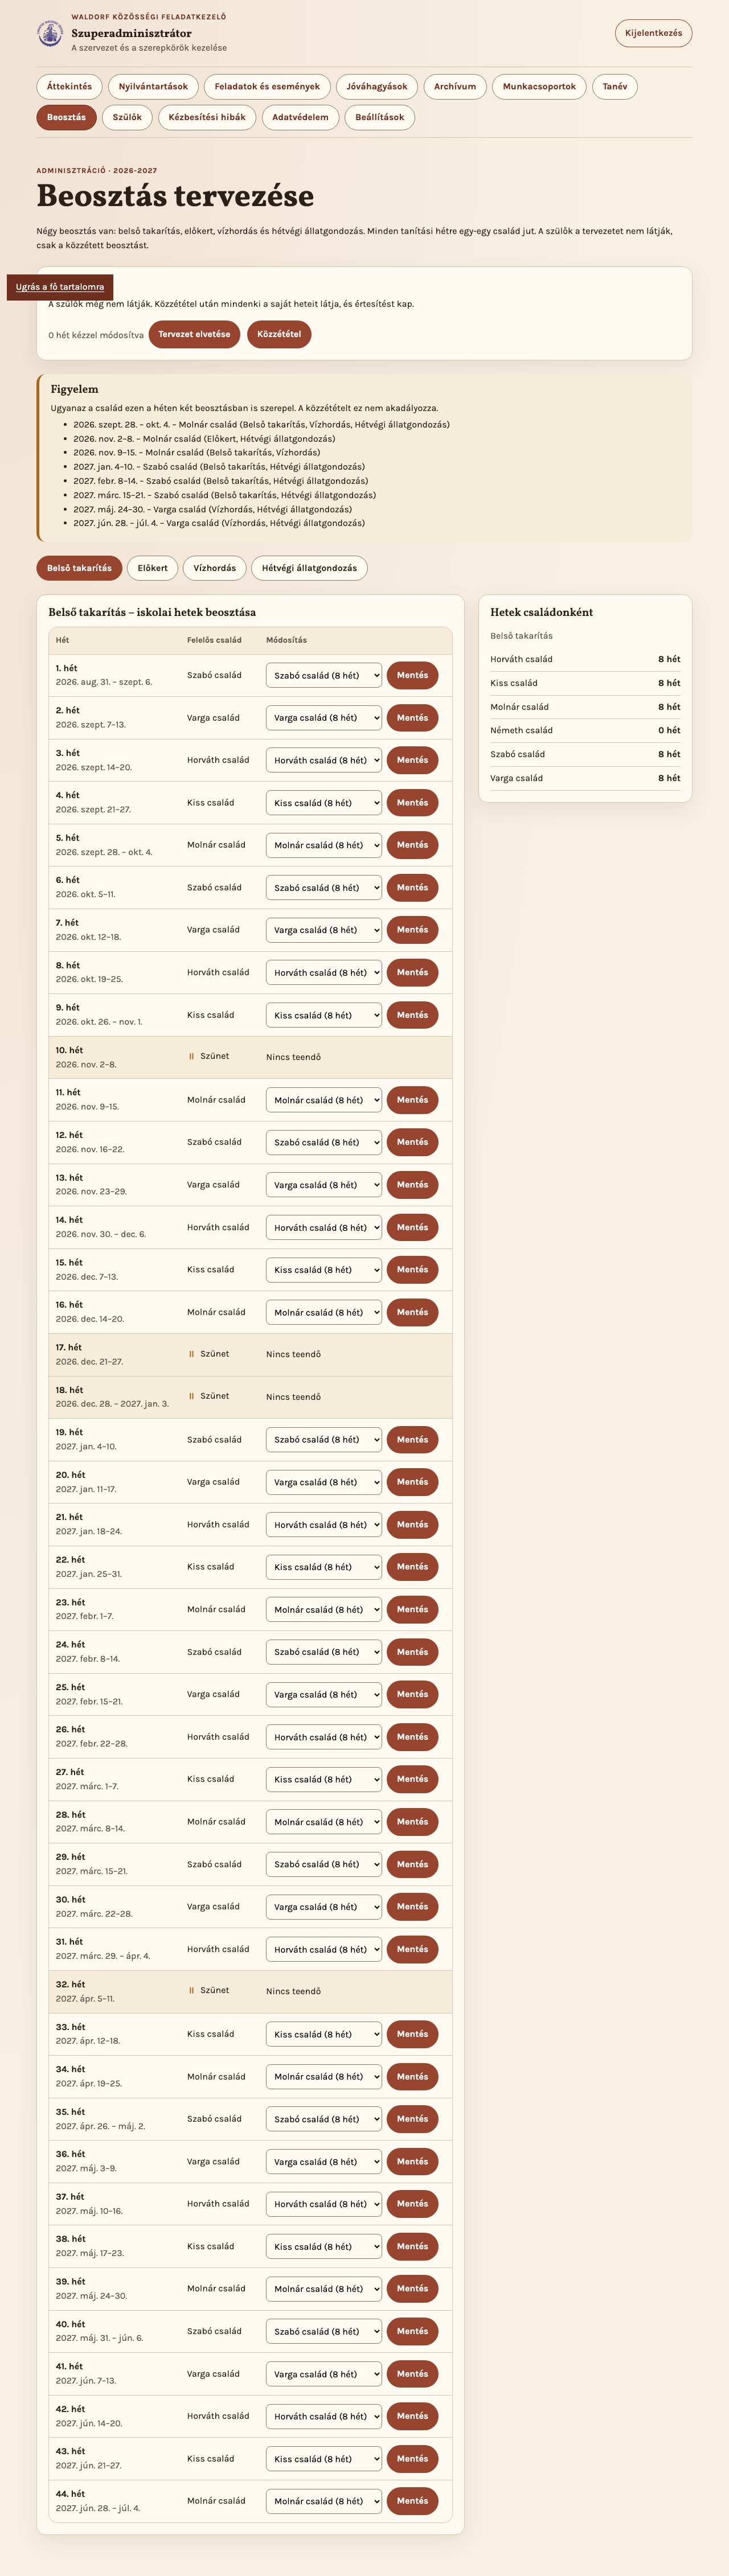 WALDORF KÖZÖSSÉGI FELADATKEZELŐ
Szuperadminisztrátor
A szervezet és a szerepkörök kezelése
Kijelentkezés
Áttekintés
Nyilvántartások
Feladatok és események
Jóváhagyások
Archívum
Munkacsoportok
Tanév
Beosztás
Szülők
Kézbesítési hibák
Adatvédelem
Beállítások
ADMINISZTRÁCIÓ · 2026-2027
Beosztás tervezése
Négy beosztás van: belső takarítás, előkert, vízhordás és hétvégi állatgondozás. Minden tanítási hétre egy-egy család jut. A szülők a tervezetet nem látják,
csak a közzétett beosztást.
Ugrás a fő tartalomra
A szülők még nem látják. Közzététel után mindenki a saját heteit látja, és értesítést kap.
0 hét kézzel módosítva
Tervezet elvetése
Közzététel
Figyelem
Ugyanaz a család ezen a héten két beosztásban is szerepel. A közzétételt ez nem akadályozza.
• 2026. szept. 28. – okt. 4. – Molnár család (Belső takarítás, Vízhordás, Hétvégi állatgondozás)
• 2026. nov. 2–8. – Molnár család (Előkert, Hétvégi állatgondozás)
• 2026. nov. 9–15. – Molnár család (Belső takarítás, Vízhordás)
• 2027. jan. 4–10. – Szabó család (Belső takarítás, Hétvégi állatgondozás)
• 2027. febr. 8–14. – Szabó család (Belső takarítás, Hétvégi állatgondozás)
• 2027. márc. 15–21. – Szabó család (Belső takarítás, Hétvégi állatgondozás)
• 2027. máj. 24–30. – Varga család (Vízhordás, Hétvégi állatgondozás)
• 2027. jún. 28. – júl. 4. – Varga család (Vízhordás, Hétvégi állatgondozás)
Belső takarítás
Előkert
Vízhordás
Hétvégi állatgondozás
Belső takarítás – iskolai hetek beosztása
Hét Felelős család Módosítás
1. hét
2026. aug. 31. – szept. 6.
Szabó család Szabó család (8 hét) Mentés
2. hét
2026. szept. 7–13.
Varga család Varga család (8 hét) Mentés
3. hét
2026. szept. 14–20.
Horváth család Horváth család (8 hét) Mentés
4. hét
2026. szept. 21–27.
Kiss család Kiss család (8 hét) Mentés
5. hét
2026. szept. 28. – okt. 4.
Molnár család Molnár család (8 hét) Mentés
6. hét
2026. okt. 5–11.
Szabó család Szabó család (8 hét) Mentés
7. hét
2026. okt. 12–18.
Varga család Varga család (8 hét) Mentés
8. hét
2026. okt. 19–25.
Horváth család Horváth család (8 hét) Mentés
9. hét
2026. okt. 26. – nov. 1.
Kiss család Kiss család (8 hét) Mentés
10. hét
2026. nov. 2–8.
Szünet Nincs teendő
11. hét
2026. nov. 9–15.
Molnár család Molnár család (8 hét) Mentés
12. hét
2026. nov. 16–22.
Szabó család Szabó család (8 hét) Mentés
13. hét
2026. nov. 23–29.
Varga család Varga család (8 hét) Mentés
14. hét
2026. nov. 30. – dec. 6.
Horváth család Horváth család (8 hét) Mentés
15. hét
2026. dec. 7–13.
Kiss család Kiss család (8 hét) Mentés
16. hét
2026. dec. 14–20.
Molnár család Molnár család (8 hét) Mentés
17. hét
2026. dec. 21–27.
Szünet Nincs teendő
18. hét
2026. dec. 28. – 2027. jan. 3.
Szünet Nincs teendő
19. hét
2027. jan. 4–10.
Szabó család Szabó család (8 hét) Mentés
20. hét
2027. jan. 11–17.
Varga család Varga család (8 hét) Mentés
21. hét
2027. jan. 18–24.
Horváth család Horváth család (8 hét) Mentés
22. hét
2027. jan. 25–31.
Kiss család Kiss család (8 hét) Mentés
23. hét
2027. febr. 1–7.
Molnár család Molnár család (8 hét) Mentés
24. hét
2027. febr. 8–14.
Szabó család Szabó család (8 hét) Mentés
25. hét
2027. febr. 15–21.
Varga család Varga család (8 hét) Mentés
26. hét
2027. febr. 22–28.
Horváth család Horváth család (8 hét) Mentés
27. hét
2027. márc. 1–7.
Kiss család Kiss család (8 hét) Mentés
28. hét
2027. márc. 8–14.
Molnár család Molnár család (8 hét) Mentés
29. hét
2027. márc. 15–21.
Szabó család Szabó család (8 hét) Mentés
30. hét
2027. márc. 22–28.
Varga család Varga család (8 hét) Mentés
31. hét
2027. márc. 29. – ápr. 4.
Horváth család Horváth család (8 hét) Mentés
32. hét
2027. ápr. 5–11.
Szünet Nincs teendő
33. hét
2027. ápr. 12–18.
Kiss család Kiss család (8 hét) Mentés
34. hét
2027. ápr. 19–25.
Molnár család Molnár család (8 hét) Mentés
35. hét
2027. ápr. 26. – máj. 2.
Szabó család Szabó család (8 hét) Mentés
36. hét
2027. máj. 3–9.
Varga család Varga család (8 hét) Mentés
37. hét
2027. máj. 10–16.
Horváth család Horváth család (8 hét) Mentés
38. hét
2027. máj. 17–23.
Kiss család Kiss család (8 hét) Mentés
39. hét
2027. máj. 24–30.
Molnár család Molnár család (8 hét) Mentés
40. hét
2027. máj. 31. – jún. 6.
Szabó család Szabó család (8 hét) Mentés
41. hét
2027. jún. 7–13.
Varga család Varga család (8 hét) Mentés
42. hét
2027. jún. 14–20.
Horváth család Horváth család (8 hét) Mentés
43. hét
2027. jún. 21–27.
Kiss család Kiss család (8 hét) Mentés
44. hét
2027. jún. 28. – júl. 4.
Molnár család Molnár család (8 hét) Mentés
Hetek családonként
Belső takarítás
Horváth család 8 hét
Kiss család 8 hét
Molnár család 8 hét
Németh család 0 hét
Szabó család 8 hét
Varga család 8 hét